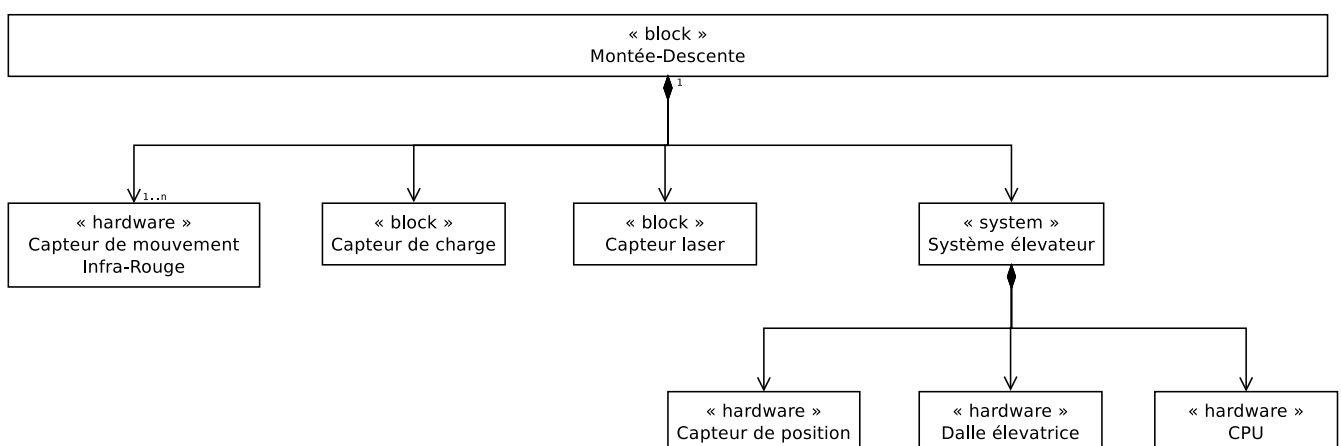 « block »
Montée-Descente
1
1..n
« hardware »
Capteur de mouvement
Infra-Rouge
« block »
Capteur de charge
« block »
Capteur laser
« system »
Système élevateur
« hardware »
Capteur de position
« hardware »
Dalle élevatrice
« hardware »
CPU